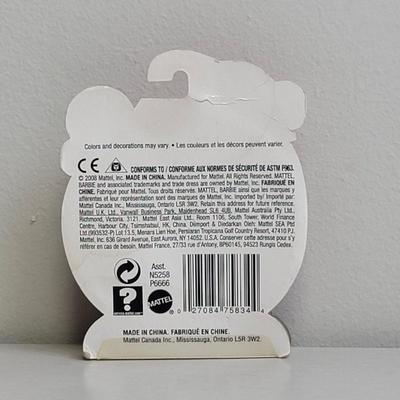 Colors and decorations may vary. • Les couleurs et les décors peuvent varier.
CE CONFORMS TO / CONFORME AUX NORMES DE SÉCURITÉ DE ASTM F963.
© 2008 Mattel, Inc. MADE IN CHINA. Manufactured for Mattel. All Rights Reserved. MATTEL,
BARBIE and associated trademarks and trade dress are owned by Mattel, Inc. FABRIQUÉ EN
CHINE. Fabriqué pour Mattel. Tous droits réservés. MATTEL, BARBIE ainsi que les marques y
afférentes et leur représentation sont des marques de Mattel, Inc. Imported by/ Importé par:
Mattel Canada Inc., Mississauga, Ontario L5R 3W2. Retain this address for future reference.
Mattel U.K. Ltd., Vanwall Business Park, Maidenhead SL6 4UB. Mattel Australia Pty Ltd.,
Richmond, Victoria. 3121. Mattel East Asia Ltd., Room 1106, South Tower, World Finance
Centre, Harbour City, Tsimshatsui, HK, China. Diimport & Diedarkan Oleh: Mattel SEA Ptd
Ltd.(993532-P) Lot 13.5, Menara Lien Hoe, Persiaran Tropicana Golf Country Resort, 47410 PJ.
Mattel, Inc. 636 Girard Avenue, East Aurora, NY 14052, U.S.A. Conserver cette adresse pour s'y
référer en cas de besoin. Mattel France, 27/33 rue d'Antony, BP60145, 94523 Rungis Cedex.
Asst.
N5258
P6666
?
service.mattel.com
MATTEL
0 27084 75834 4
MADE IN CHINA. FABRIQUÉ EN CHINE.
Mattel Canada Inc., Mississauga, Ontario L5R 3W2.